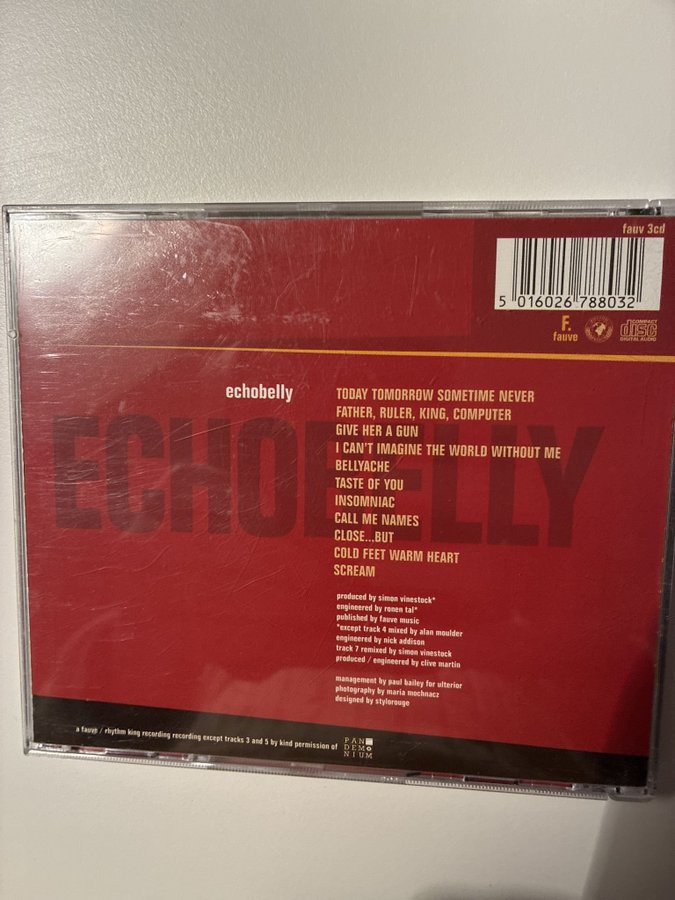 fauv 3cd
5 016026 788032
F.
fauve
COMPACT
disc
DIGITAL AUDIO
echobelly
ECHOBELLY
TODAY TOMORROW SOMETIME NEVER
FATHER, RULER, KING, COMPUTER
GIVE HER A GUN
I CAN'T IMAGINE THE WORLD WITHOUT ME
BELLYACHE
TASTE OF YOU
INSOMNIAC
CALL ME NAMES
CLOSE...BUT
COLD FEET WARM HEART
SCREAM
produced by simon vinestock*
engineered by ronen tal*
published by fauve music
*except track 4 mixed by alan moulder
engineered by nick addison
track 7 remixed by simon vinestock
produced / engineered by clive martin
management by paul bailey for ulterior
photography by maria mochnacz
designed by stylorouge
a fauve / rhythm king recording recording except tracks 3 and 5 by kind permission of
PAN
DEMO
NIUM